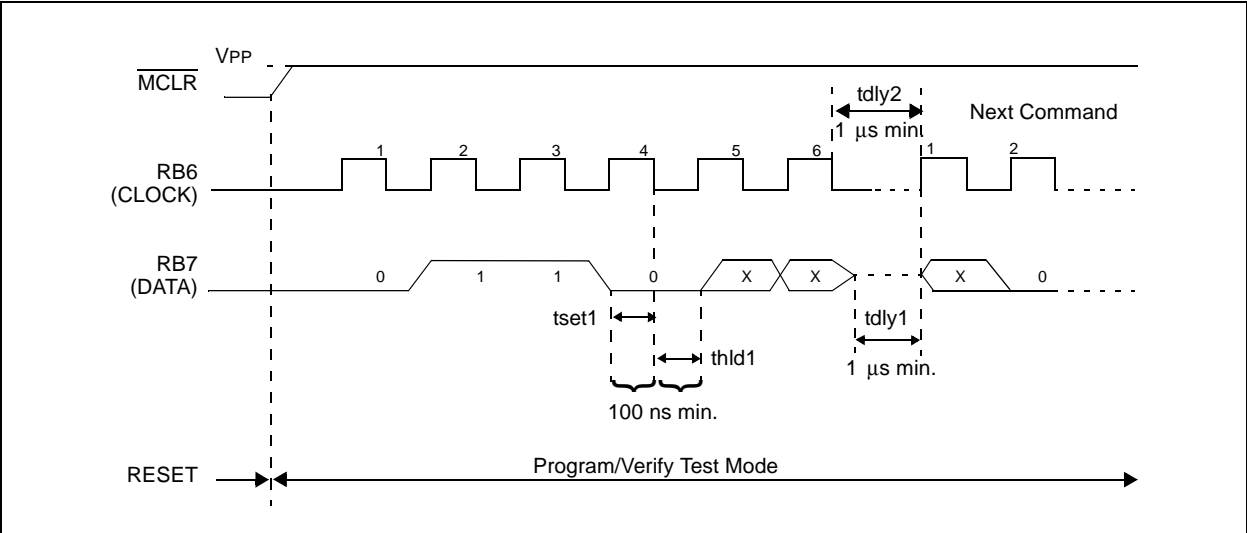 VPP
MCLR
tdly2
Next Command
1 μs min.
1 2 3 4 5 6 1 2
RB6
(CLOCK)
RB7
(DATA)
0 1 1 0 X X X 0
tset1
tdly1
thld1
1 μs min.
100 ns min.
RESET
Program/Verify Test Mode